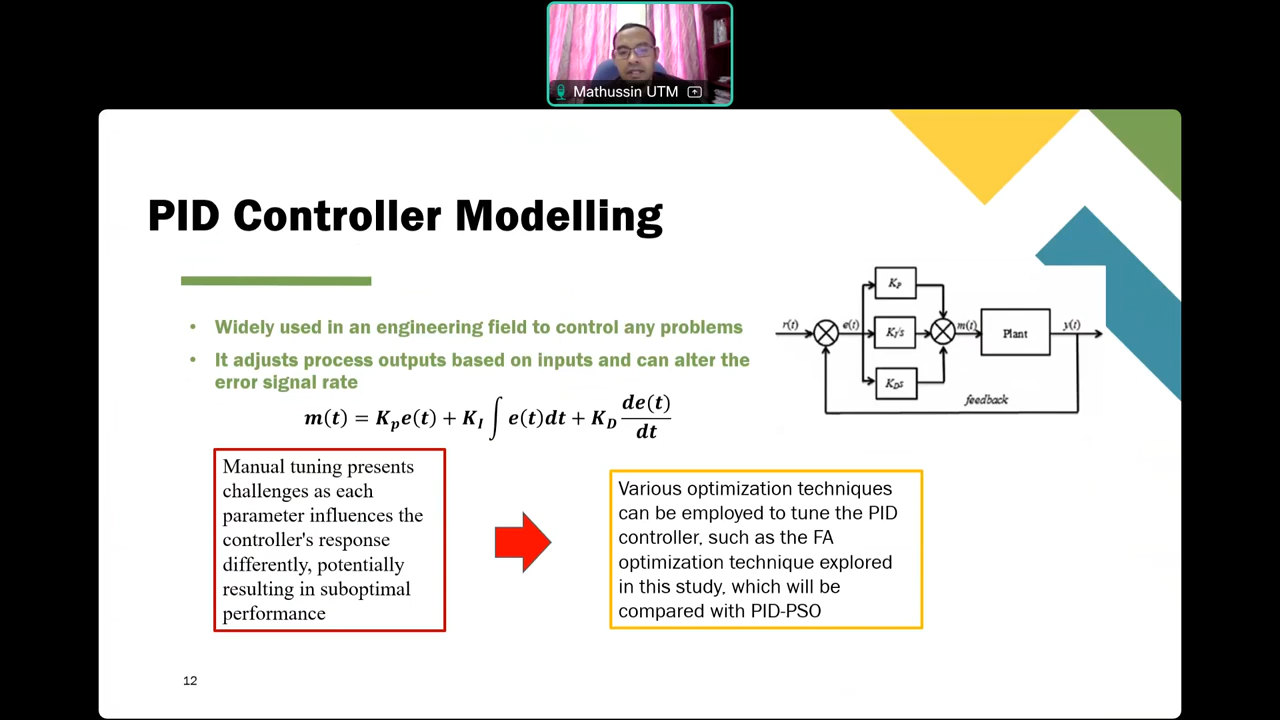 Mathussin UTM
PID Controller Modelling
• Widely used in an engineering field to control any problems
• It adjusts process outputs based on inputs and can alter the
error signal rate
m(t) = K_p e(t) + K_I ∫ e(t)dt + K_D de(t)/dt
r(t)
e(t)
K_P
K_I/s
K_Ds
m(t)
Plant
y(t)
feedback
Manual tuning presents
challenges as each
parameter influences the
controller's response
differently, potentially
resulting in suboptimal
performance
Various optimization techniques
can be employed to tune the PID
controller, such as the FA
optimization technique explored
in this study, which will be
compared with PID-PSO
12